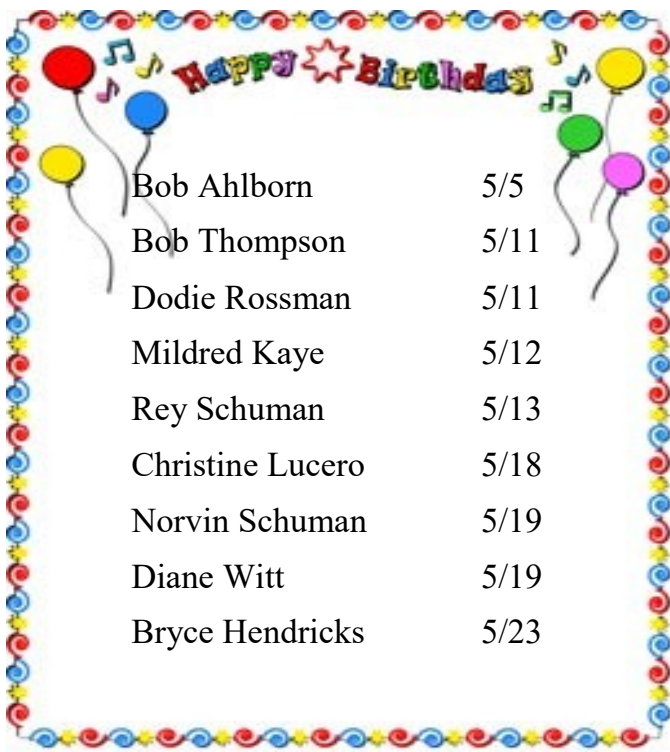 Happy Birthday
Bob Ahlborn 5/5
Bob Thompson 5/11
Dodie Rossman 5/11
Mildred Kaye 5/12
Rey Schuman 5/13
Christine Lucero 5/18
Norvin Schuman 5/19
Diane Witt 5/19
Bryce Hendricks 5/23